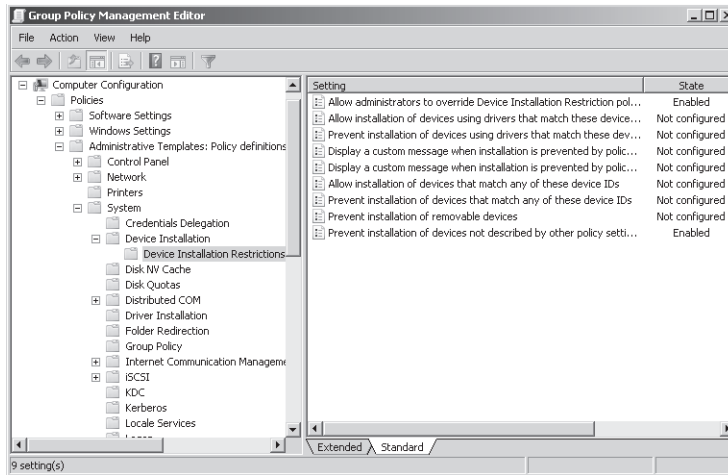 Group Policy Management Editor
File Action View Help
Computer Configuration
Policies
Software Settings
Windows Settings
Administrative Templates: Policy definitions
Control Panel
Network
Printers
System
Credentials Delegation
Device Installation
Device Installation Restrictions
Disk NV Cache
Disk Quotas
Distributed COM
Driver Installation
Folder Redirection
Group Policy
Internet Communication Manageme
iSCSI
KDC
Kerberos
Locale Services
Setting State
Allow administrators to override Device Installation Restriction pol... Enabled
Allow installation of devices using drivers that match these device... Not configured
Prevent installation of devices using drivers that match these dev... Not configured
Display a custom message when installation is prevented by polic... Not configured
Display a custom message when installation is prevented by polic... Not configured
Allow installation of devices that match any of these device IDs Not configured
Prevent installation of devices that match any of these device IDs Not configured
Prevent installation of removable devices Not configured
Prevent installation of devices not described by other policy setti... Enabled
Extended Standard
9 setting(s)